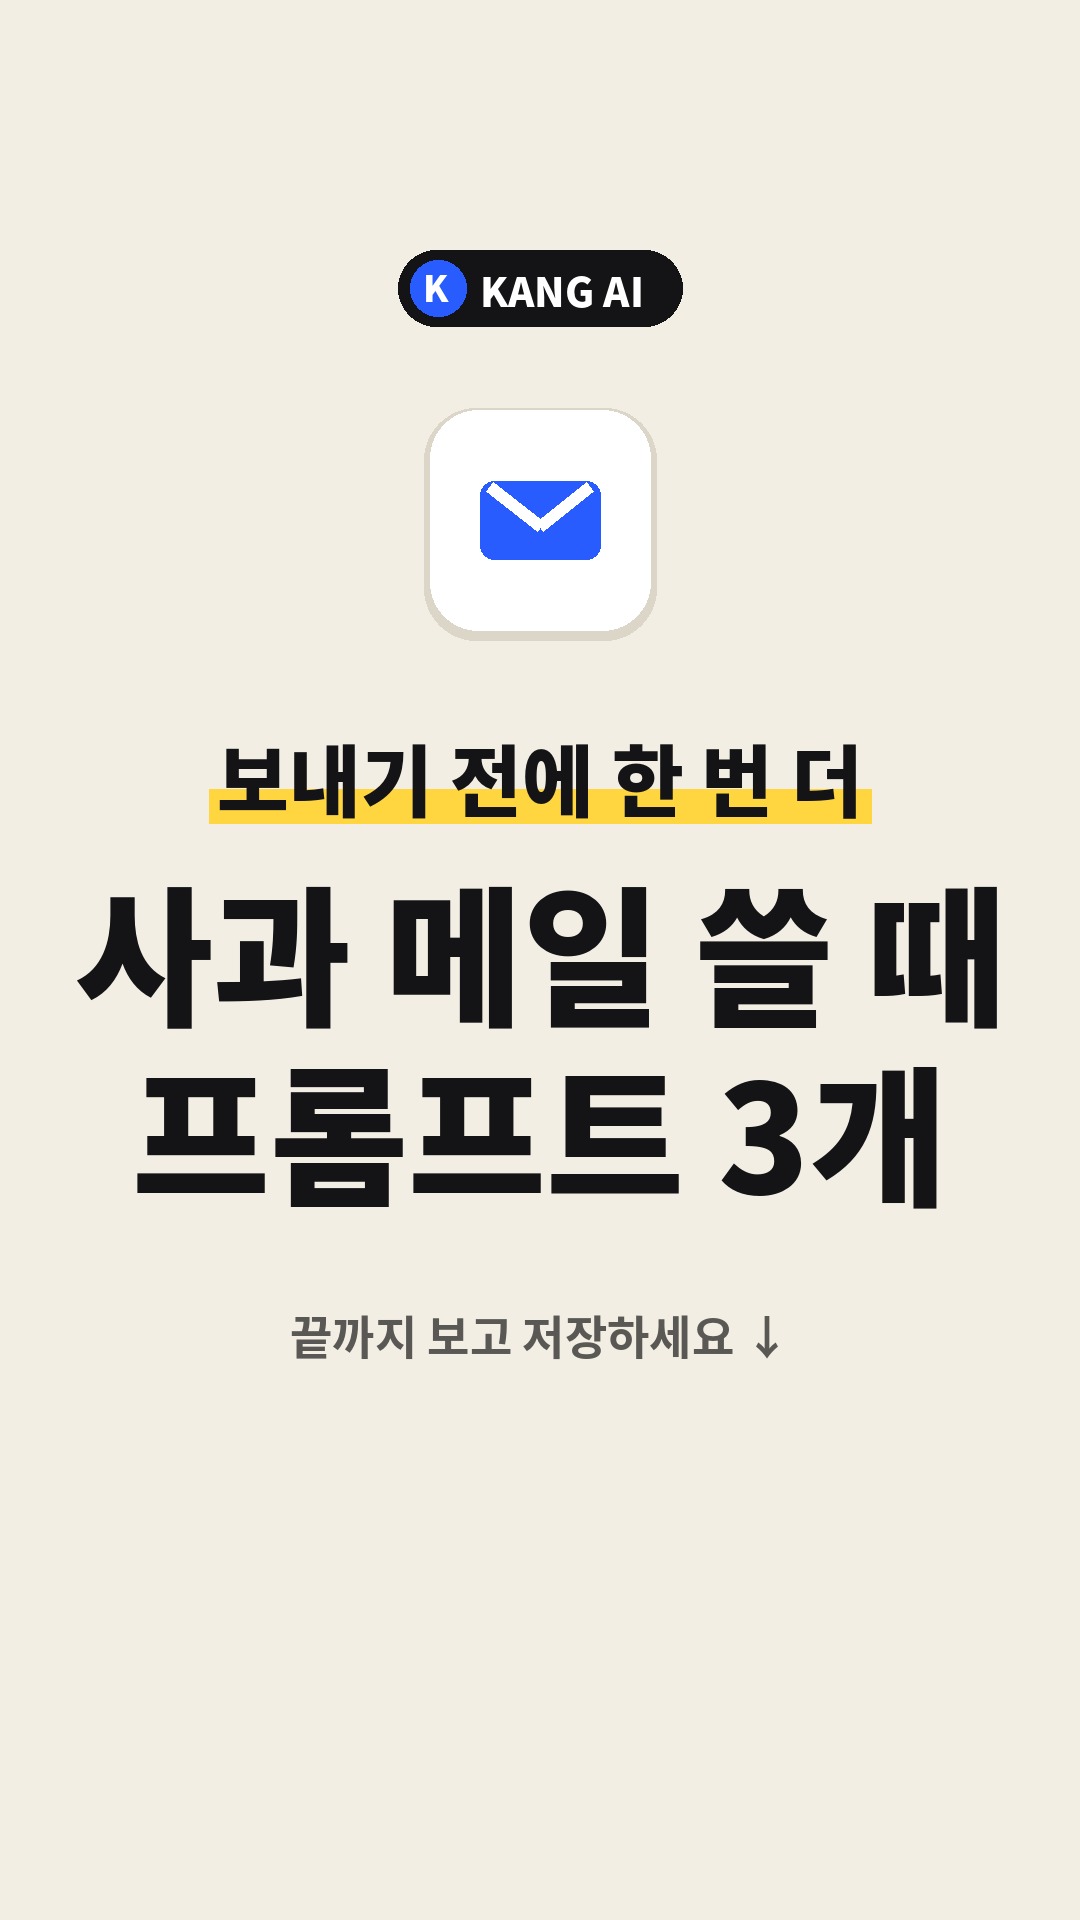 K KANG AI
보내기 전에 한 번 더
사과 메일 쓸 때
프롬프트 3개
끝까지 보고 저장하세요 ↓